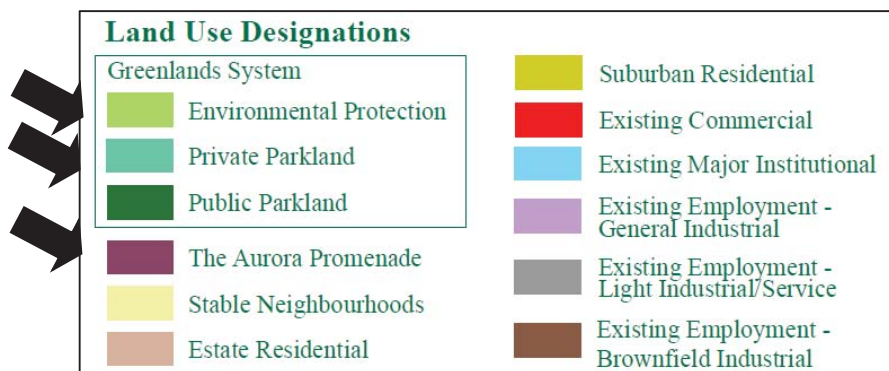 Land Use Designations
Greenlands System
Environmental Protection
Private Parkland
Public Parkland
The Aurora Promenade
Stable Neighbourhoods
Estate Residential
Suburban Residential
Existing Commercial
Existing Major Institutional
Existing Employment -
General Industrial
Existing Employment -
Light Industrial/Service
Existing Employment -
Brownfield Industrial